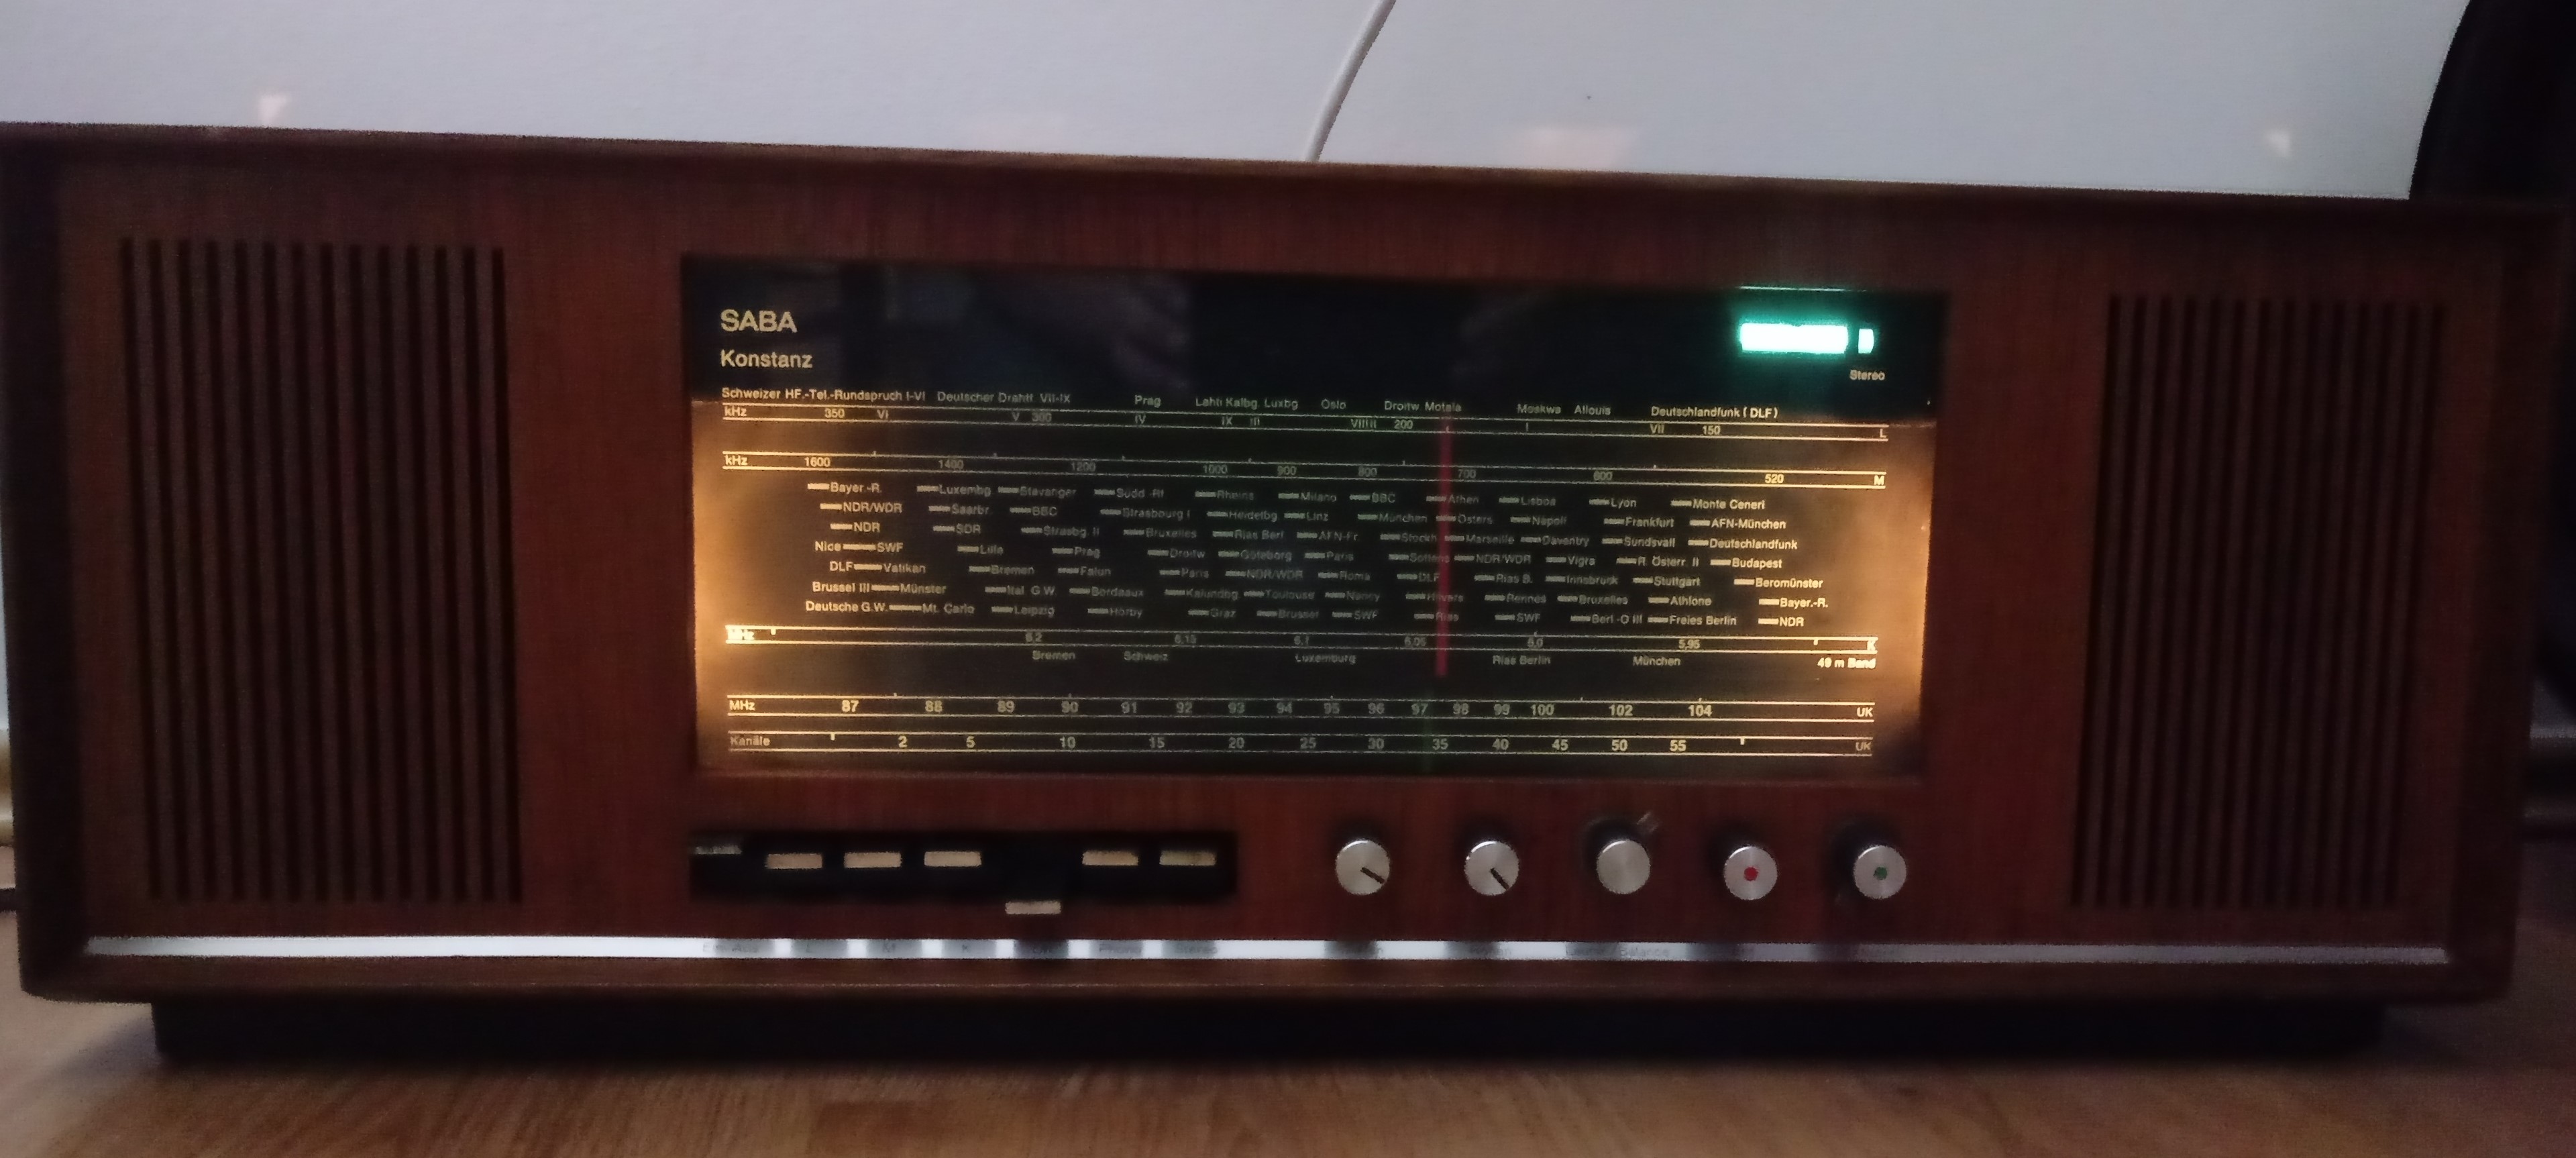 SABA
Konstanz
Stereo
Schweizer HF.-Tel.-Rundspruch I-VI Deutscher Drahtf. VII-IX Prag Lahti Kalbg. Luxbg Oslo Droitw Motala Moskwa Allouis Deutschlandfunk (DLF)
kHz 350 VI V 300 IV IX III 200 I VII 150 L
kHz 1600 1400 1200 1000 900 800 700 600 520 M
Bayer.-R. Luxembg Stavanger Südd.-Rf Rheins Milano BBC Athen Lisboa Lyon Monte Ceneri
NDR/WDR Saarbr. BBC Strasbourg I Heidelbg Linz München Österr. Napoli Frankfurt AFN-München
NDR SDR Strasbg. II Bruxelles Rias Berl AFN-Fr. Stockh Marseille Daventry Sundsvall Deutschlandfunk
Nice SWF Lille Prag Droitw Göteborg Paris Sottens NDR/WDR Vigra R. Österr. II Budapest
DLF Vatikan Bremen Falun Paris NDR/WDR Roma DLF Rias B. Innsbruck Stuttgart Beromünster
Brussel III Münster Ital. G.W. Bordeaux Kalundbg Toulouse Nancy Rennes Bruxelles Athlone Bayer.-R.
Deutsche G.W. Mt. Carlo Leipzig Hörby Graz Brussel SWF Rias SWF Berl.-O III Freies Berlin NDR
MHz 6,2 6,15 6,1 6,05 6,0 5,95 K
Bremen Schweiz Luxemburg Rias Berlin München 49 m Band
MHz 87 88 89 90 91 92 93 94 95 96 97 98 99 100 102 104 UK
Kanäle 2 5 10 15 20 25 30 35 40 45 50 55 UK
Stereo Balance